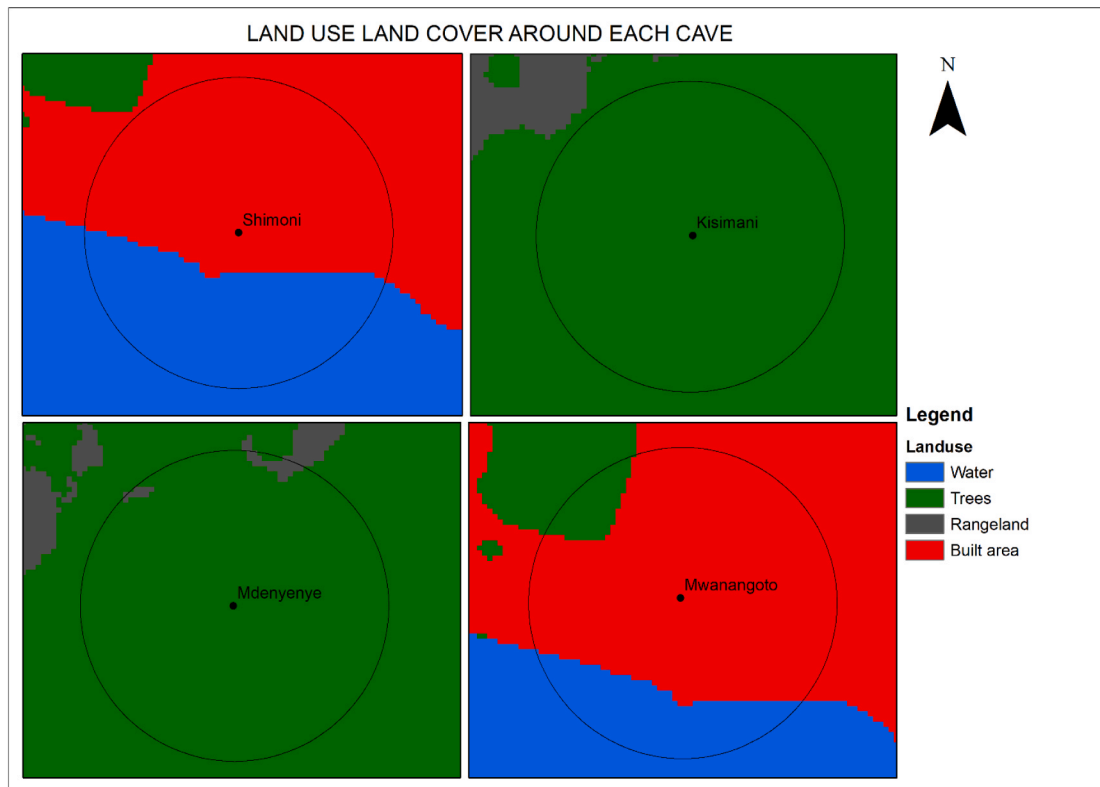 LAND USE LAND COVER AROUND EACH CAVE
N
Shimoni
Kisimani
Mdenyenye
Mwanangoto
Legend
Landuse
Water
Trees
Rangeland
Built area